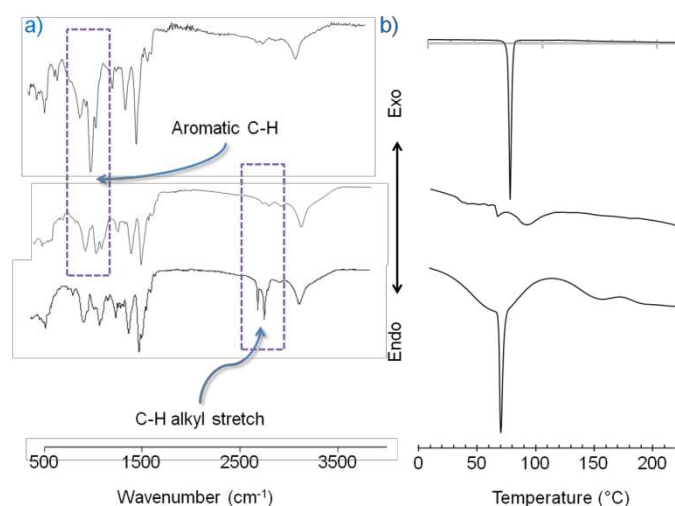 a)
b)
Aromatic C-H
Exo
Endo
C-H alkyl stretch
500 1500 2500 3500
Wavenumber (cm-1)
0 50 100 150 200
Temperature (°C)